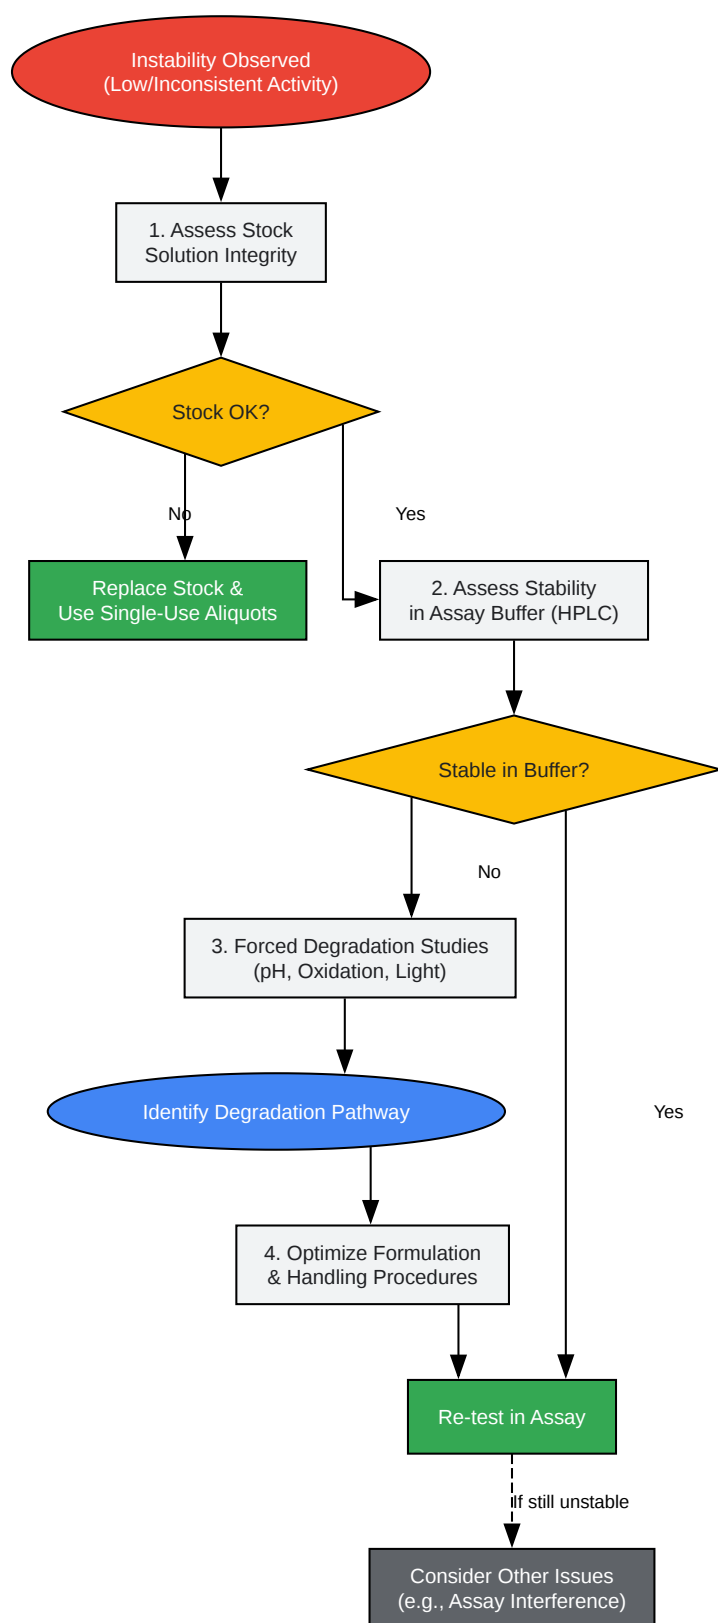 Instability Observed
(Low/Inconsistent Activity)
1. Assess Stock
Solution Integrity
Stock OK?
No
Yes
Replace Stock &
Use Single-Use Aliquots
2. Assess Stability
in Assay Buffer (HPLC)
Stable in Buffer?
No
3. Forced Degradation Studies
(pH, Oxidation, Light)
Identify Degradation Pathway
Yes
4. Optimize Formulation
& Handling Procedures
Re-test in Assay
If still unstable
Consider Other Issues
(e.g., Assay Interference)